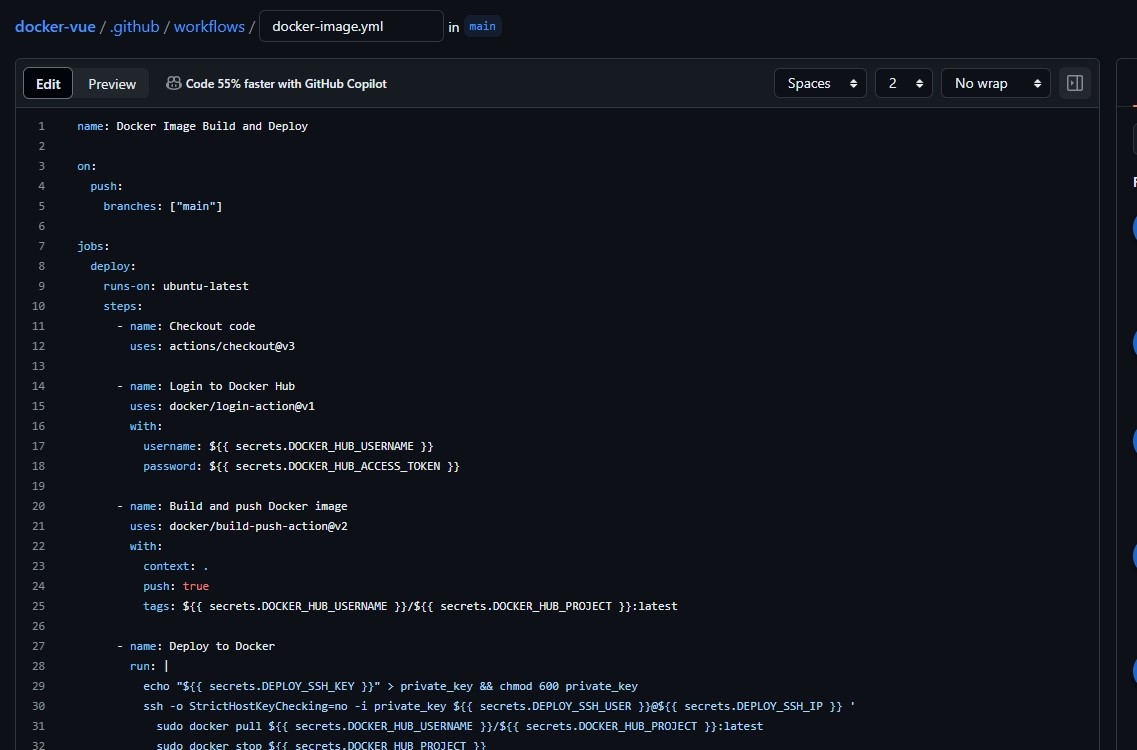 docker-vue / .github / workflows / docker-image.yml in main
Edit Preview Code 55% faster with GitHub Copilot Spaces 2 No wrap
1 name: Docker Image Build and Deploy
2
3 on:
4   push:
5     branches: ["main"]
6
7 jobs:
8   deploy:
9     runs-on: ubuntu-latest
10     steps:
11       - name: Checkout code
12         uses: actions/checkout@v3
13
14       - name: Login to Docker Hub
15         uses: docker/login-action@v1
16         with:
17           username: ${{ secrets.DOCKER_HUB_USERNAME }}
18           password: ${{ secrets.DOCKER_HUB_ACCESS_TOKEN }}
19
20       - name: Build and push Docker image
21         uses: docker/build-push-action@v2
22         with:
23           context: .
24           push: true
25           tags: ${{ secrets.DOCKER_HUB_USERNAME }}/${{ secrets.DOCKER_HUB_PROJECT }}:latest
26
27       - name: Deploy to Docker
28         run: |
29           echo "${{ secrets.DEPLOY_SSH_KEY }}" > private_key && chmod 600 private_key
30           ssh -o StrictHostKeyChecking=no -i private_key ${{ secrets.DEPLOY_SSH_USER }}@${{ secrets.DEPLOY_SSH_IP }} '
31             sudo docker pull ${{ secrets.DOCKER_HUB_USERNAME }}/${{ secrets.DOCKER_HUB_PROJECT }}:latest
32             sudo docker stop ${{ secrets.DOCKER_HUB_PROJECT }}